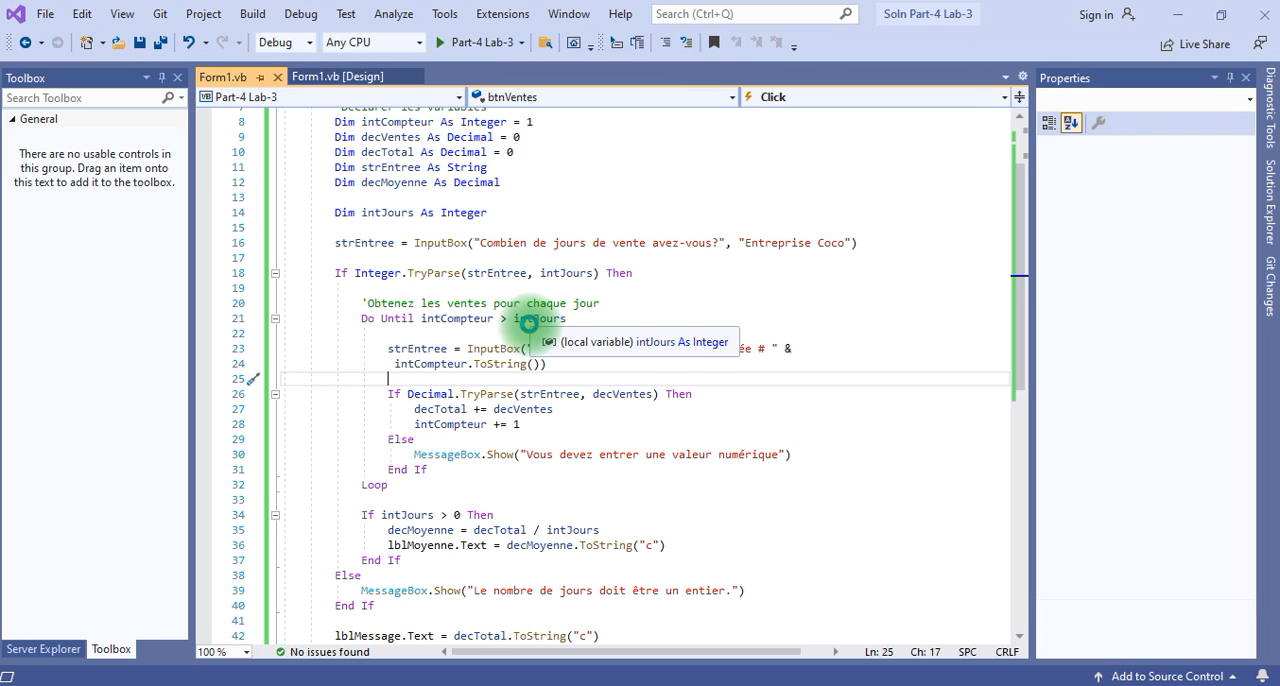 File Edit View Git Project Build Debug Test Analyze Tools Extensions Window Help Search (Ctrl+Q) Soln Part-4 Lab-3 Sign in
Debug Any CPU Part-4 Lab-3 Live Share
Toolbox
Search Toolbox
General
There are no usable controls in
this group. Drag an item onto
this text to add it to the toolbox.
Server Explorer Toolbox
Form1.vb Form1.vb [Design]
Part-4 Lab-3 btnVentes Click
8 Dim intCompteur As Integer = 1
9 Dim decVentes As Decimal = 0
10 Dim decTotal As Decimal = 0
11 Dim strEntree As String
12 Dim decMoyenne As Decimal
13
14 Dim intJours As Integer
15
16 strEntree = InputBox("Combien de jours de vente avez-vous?", "Entreprise Coco")
17
18 If Integer.TryParse(strEntree, intJours) Then
19
20 'Obtenez les ventes pour chaque jour
21 Do Until intCompteur > intJours
22
(local variable) intJours As Integer
23 strEntree = InputBox(" ée # " &
24 intCompteur.ToString())
25
26 If Decimal.TryParse(strEntree, decVentes) Then
27 decTotal += decVentes
28 intCompteur += 1
29 Else
30 MessageBox.Show("Vous devez entrer une valeur numérique")
31 End If
32 Loop
33
34 If intJours > 0 Then
35 decMoyenne = decTotal / intJours
36 lblMoyenne.Text = decMoyenne.ToString("c")
37 End If
38 Else
39 MessageBox.Show("Le nombre de jours doit être un entier.")
40 End If
41
42 lblMessage.Text = decTotal.ToString("c")
100 % No issues found Ln: 25 Ch: 17 SPC CRLF
Properties
Diagnostic Tools
Solution Explorer
Git Changes
Add to Source Control